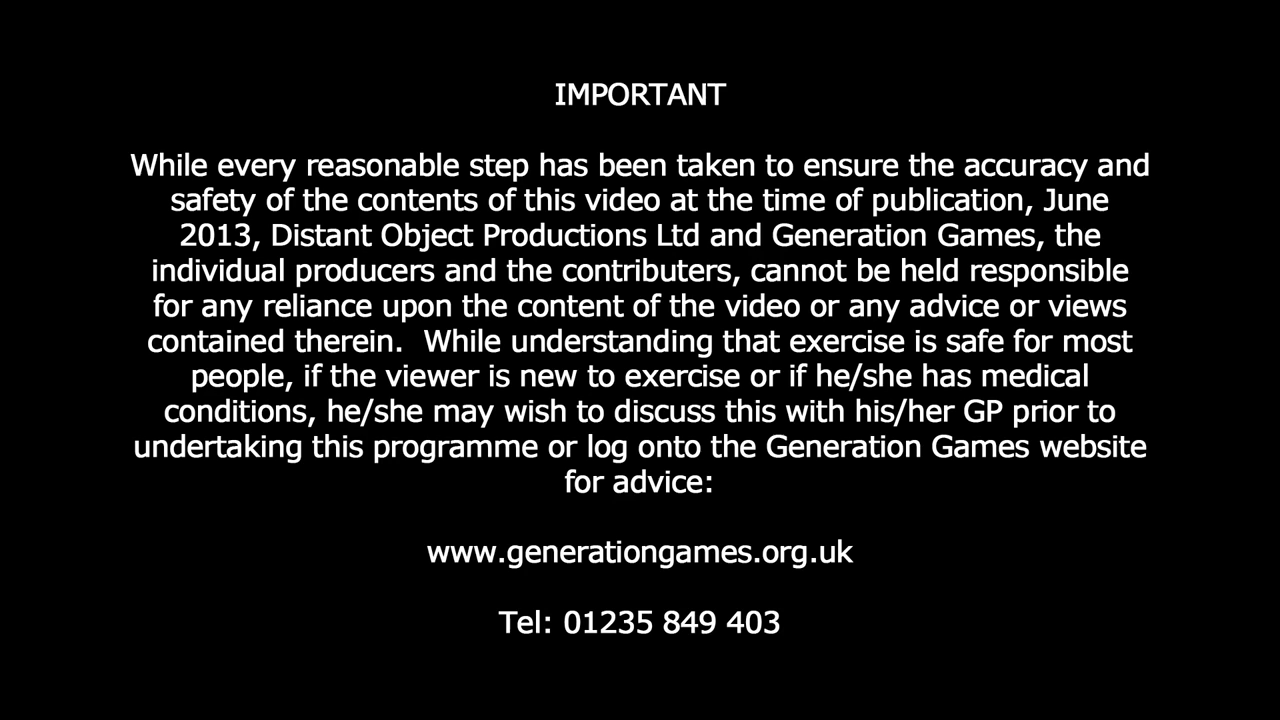 IMPORTANT
While every reasonable step has been taken to ensure the accuracy and
safety of the contents of this video at the time of publication, June
2013, Distant Object Productions Ltd and Generation Games, the
individual producers and the contributers, cannot be held responsible
for any reliance upon the content of the video or any advice or views
contained therein.  While understanding that exercise is safe for most
people, if the viewer is new to exercise or if he/she has medical
conditions, he/she may wish to discuss this with his/her GP prior to
undertaking this programme or log onto the Generation Games website
for advice:
www.generationgames.org.uk
Tel: 01235 849 403